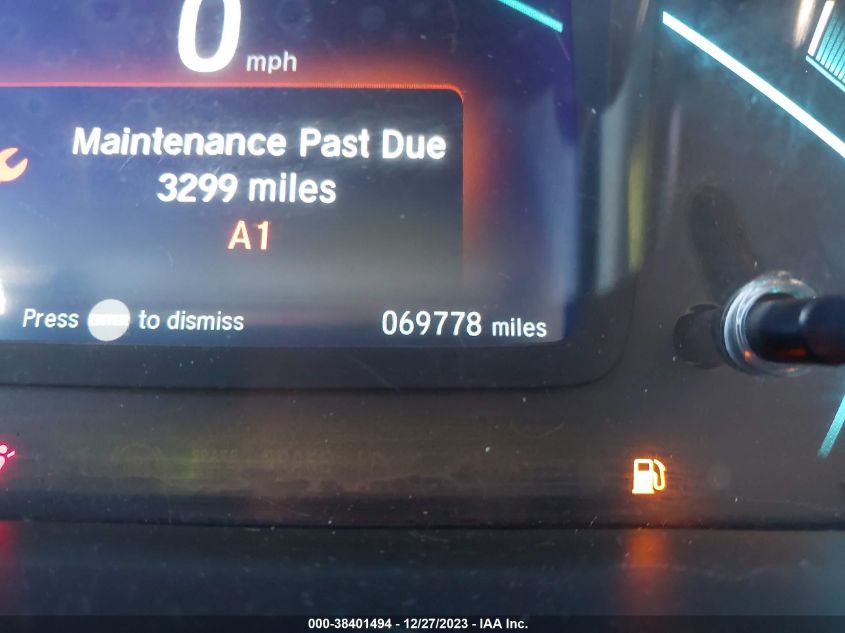 0 mph
Maintenance Past Due
3299 miles
A1
Press ENTER to dismiss
069778 miles
000-38401494 - 12/27/2023 - IAA Inc.